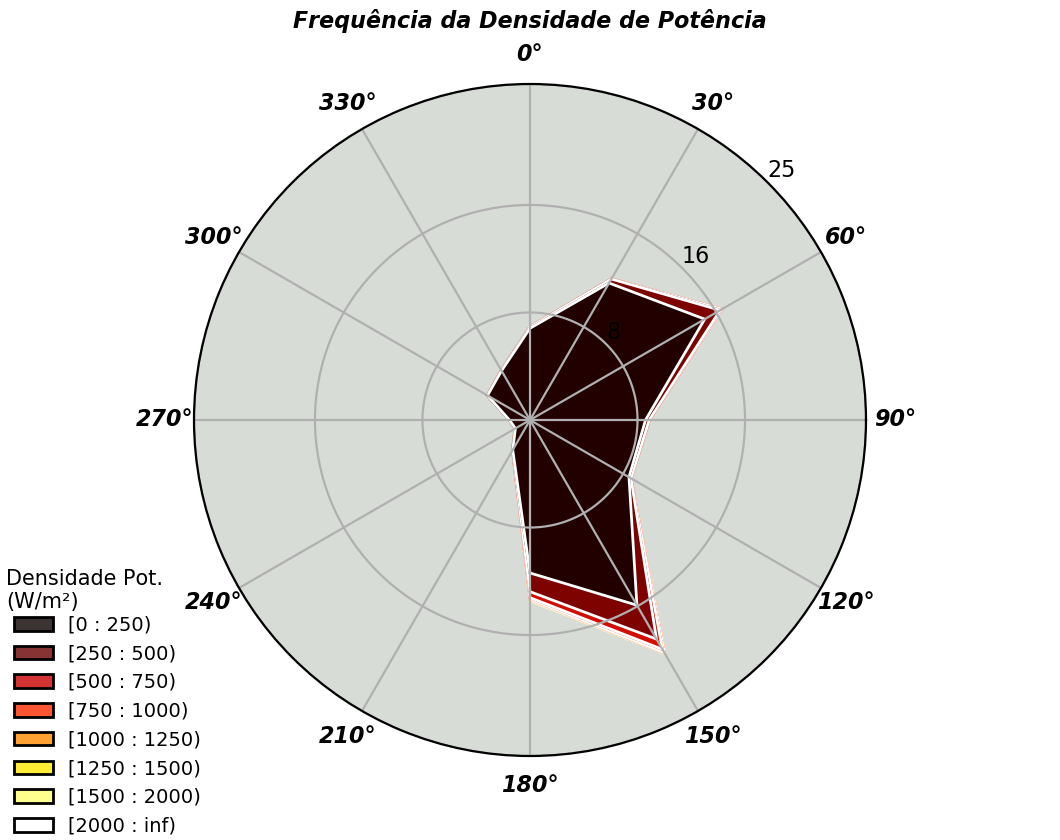 Frequência da Densidade de Potência
0°
330°
30°
25
300°
60°
16
8
270°
90°
240°
120°
210°
150°
180°
Densidade Pot.
(W/m²)
[0 : 250)
[250 : 500)
[500 : 750)
[750 : 1000)
[1000 : 1250)
[1250 : 1500)
[1500 : 2000)
[2000 : inf)